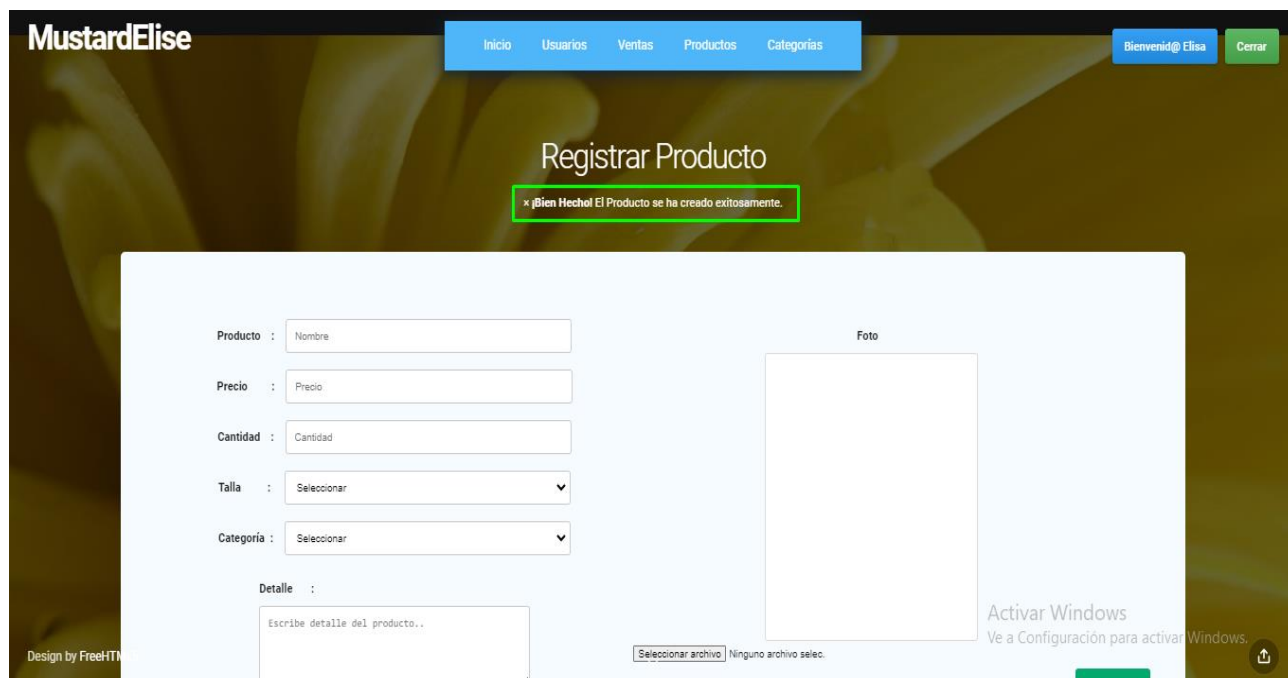 MustardElise
Inicio Usuarios Ventas Productos Categorías
Bienvenid@ Elisa Cerrar
Registrar Producto
× ¡Bien Hecho! El Producto se ha creado exitosamente.
Producto : Nombre
Foto
Precio : Precio
Cantidad : Cantidad
Talla : Seleccionar
Categoría : Seleccionar
Detalle :
Escribe detalle del producto..
Activar Windows
Ve a Configuración para activar Windows.
Seleccionar archivo Ninguno archivo selec.
Design by